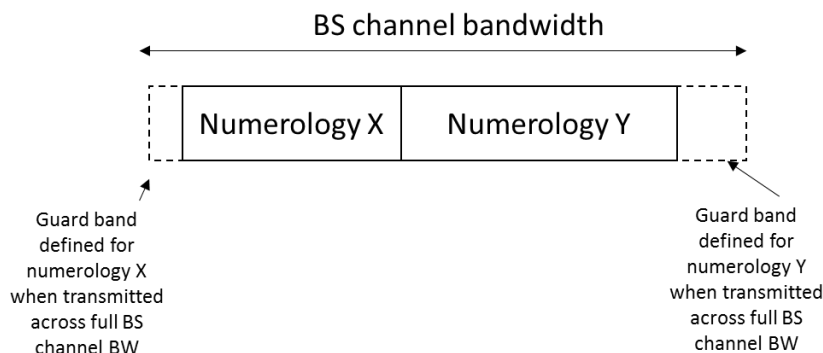 BS channel bandwidth
Numerology X
Numerology Y
Guard band
defined for
numerology X
when transmitted
across full BS
channel BW
Guard band
defined for
numerology Y
when transmitted
across full BS
channel BW